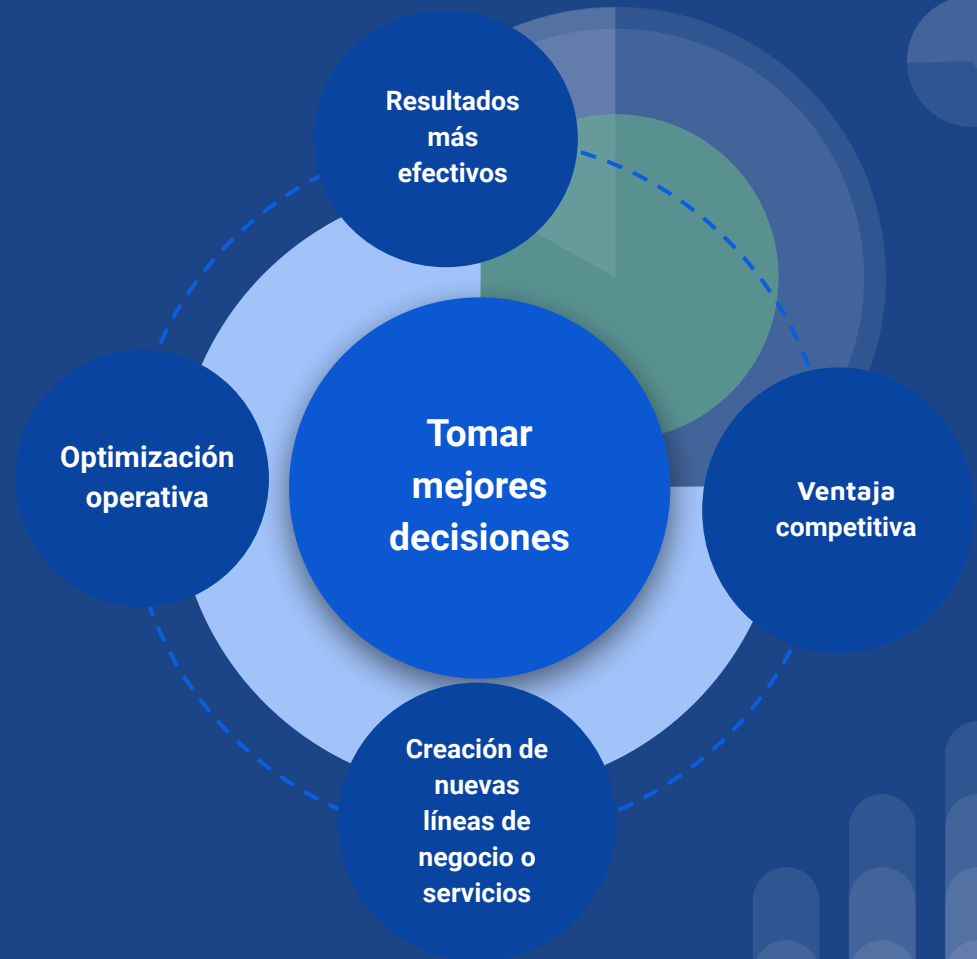 Resultados
más
efectivos
Optimización
operativa
Tomar
mejores
decisiones
Ventaja
competitiva
Creación de
nuevas
líneas de
negocio o
servicios